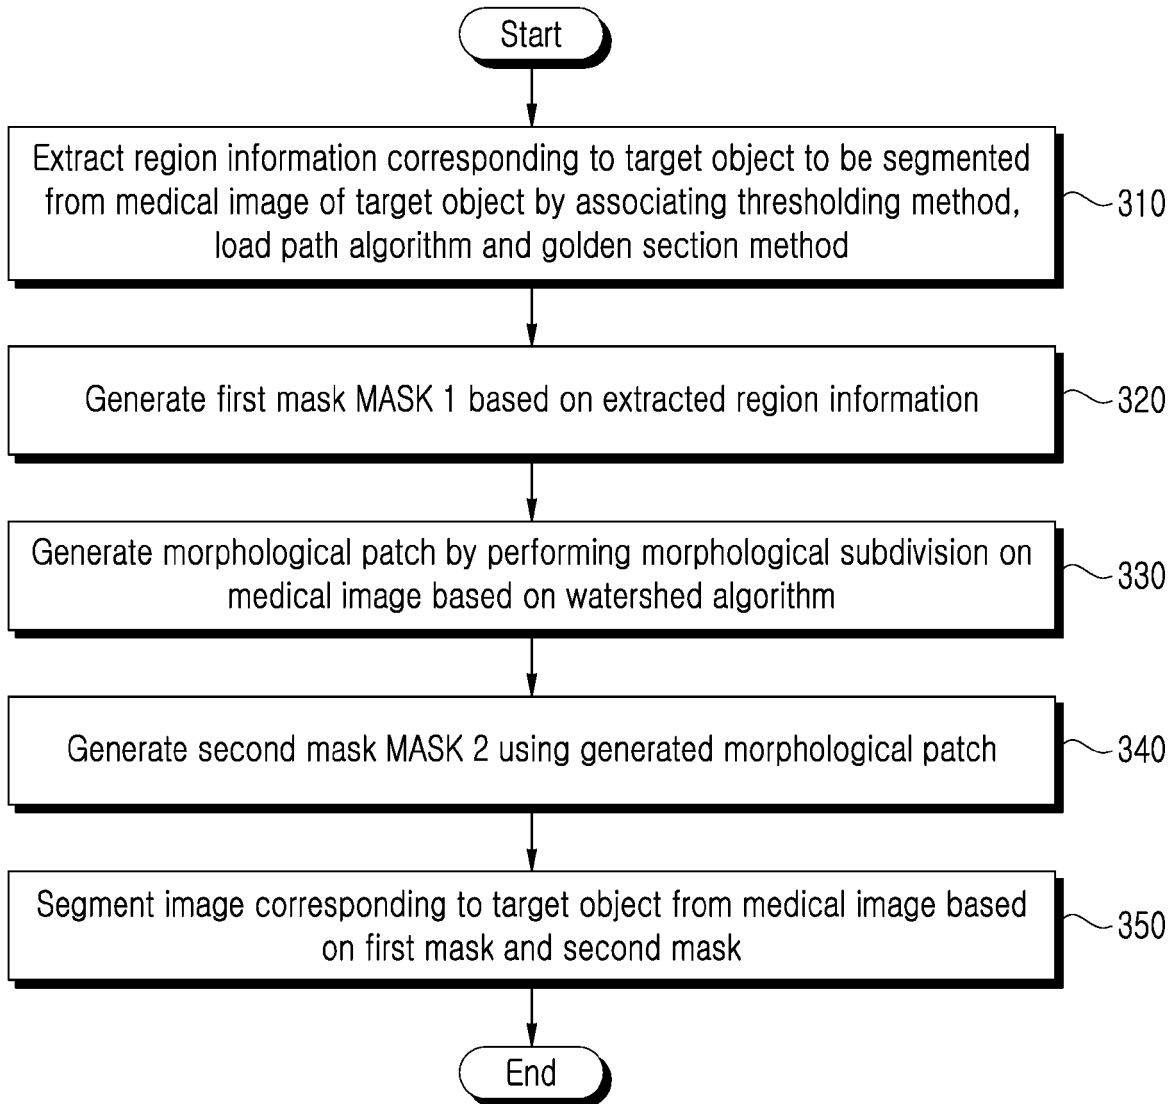 Start
Extract region information corresponding to target object to be segmented
from medical image of target object by associating thresholding method,
load path algorithm and golden section method
310
Generate first mask MASK 1 based on extracted region information
320
Generate morphological patch by performing morphological subdivision on
medical image based on watershed algorithm
330
Generate second mask MASK 2 using generated morphological patch
340
Segment image corresponding to target object from medical image based
on first mask and second mask
350
End